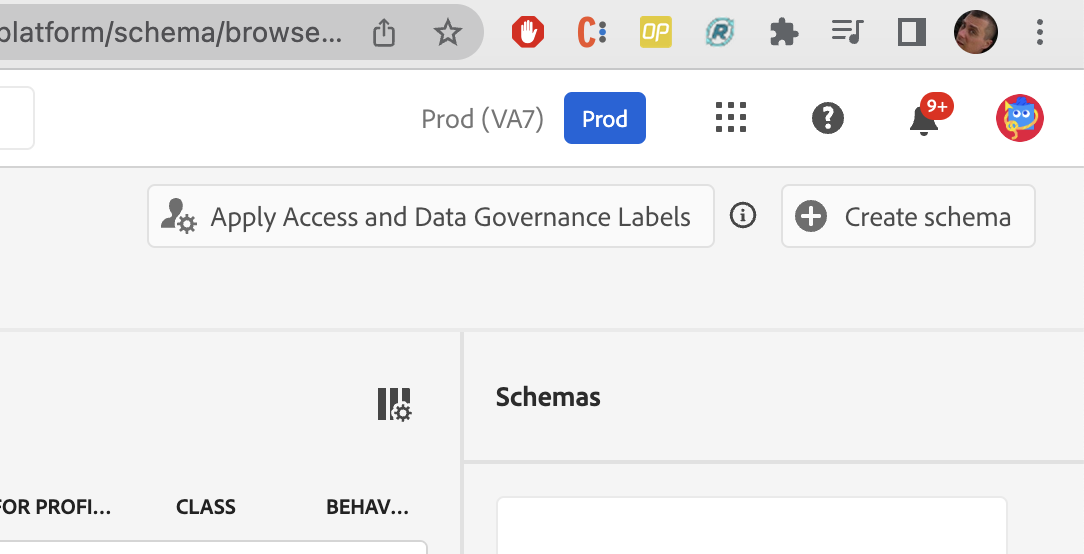 platform/schema/browse...
C
OP
R
Prod (VA7) Prod ? 9+
Apply Access and Data Governance Labels i Create schema
Schemas
FOR PROFI... CLASS BEHAV...